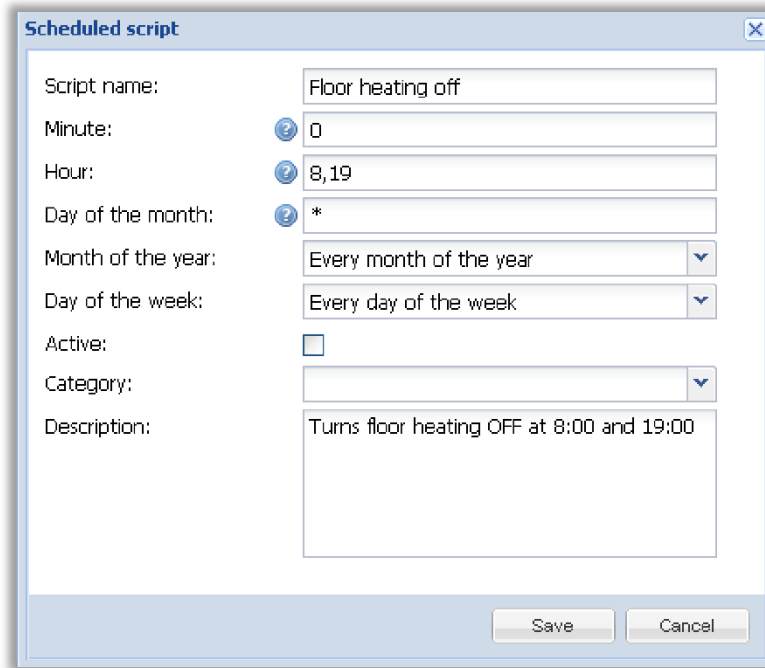 Scheduled script
Script name: Floor heating off
Minute: ? 0
Hour: ? 8,19
Day of the month: ? *
Month of the year: Every month of the year
Day of the week: Every day of the week
Active:
Category:
Description: Turns floor heating OFF at 8:00 and 19:00
Save Cancel